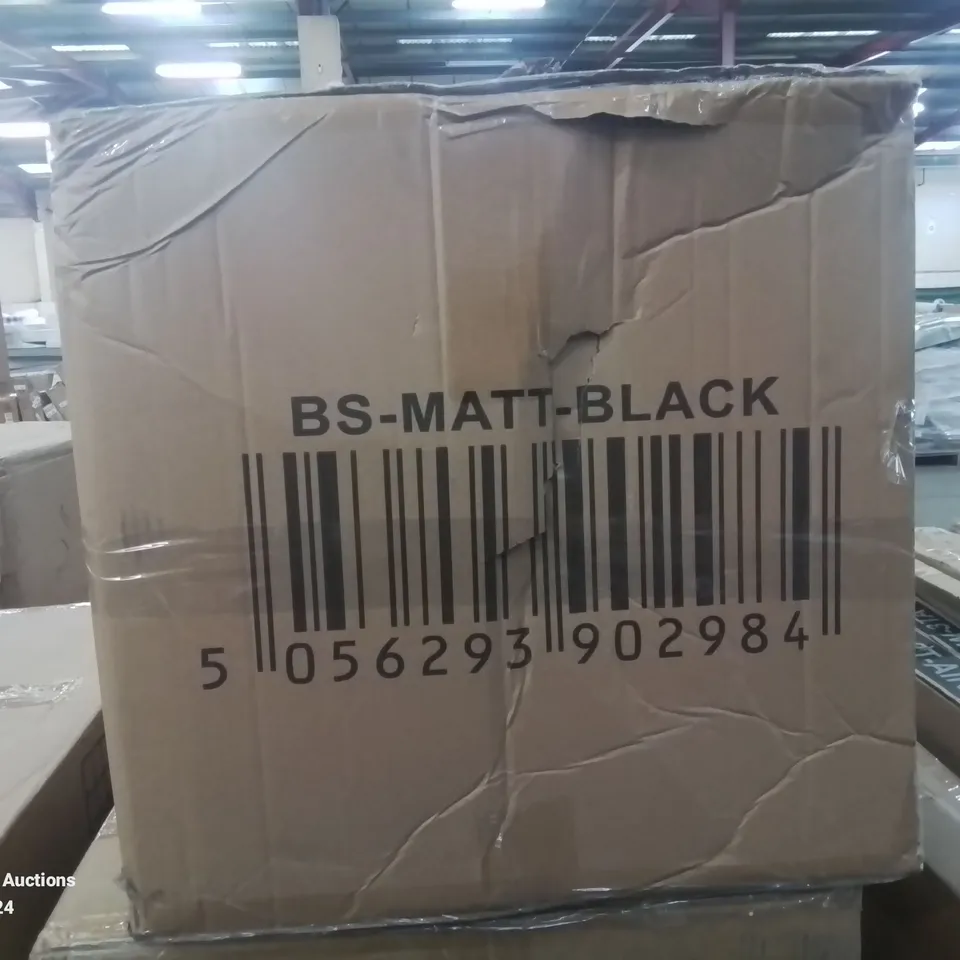 BS-MATT-BLACK
5 056293 902984
Auctions
24